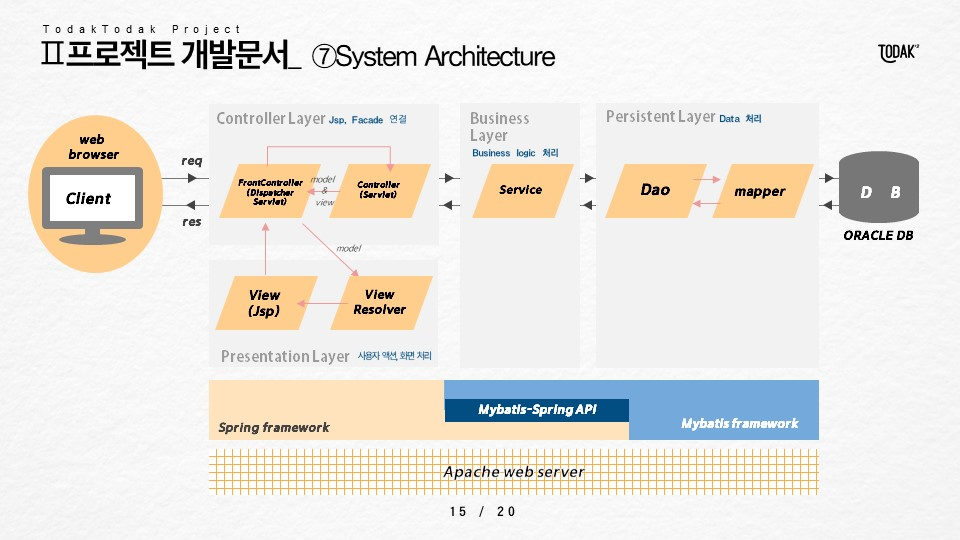 TodakTodak Project
Ⅱ프로젝트 개발문서_ ⑦System Architecture
TODAK
web
browser
Client
req
res
Controller Layer Jsp, Facade 연결
FrontController
(Dispatcher
Servlet)
model
&
view
Controller
(Servlet)
model
View
(Jsp)
View
Resolver
Presentation Layer 사용자 액션, 화면 처리
Business
Layer
Business logic 처리
Service
Persistent Layer Data 처리
Dao
mapper
D B
ORACLE DB
Spring framework
Mybatis-Spring API
Mybatis framework
Apache web server
15 / 20